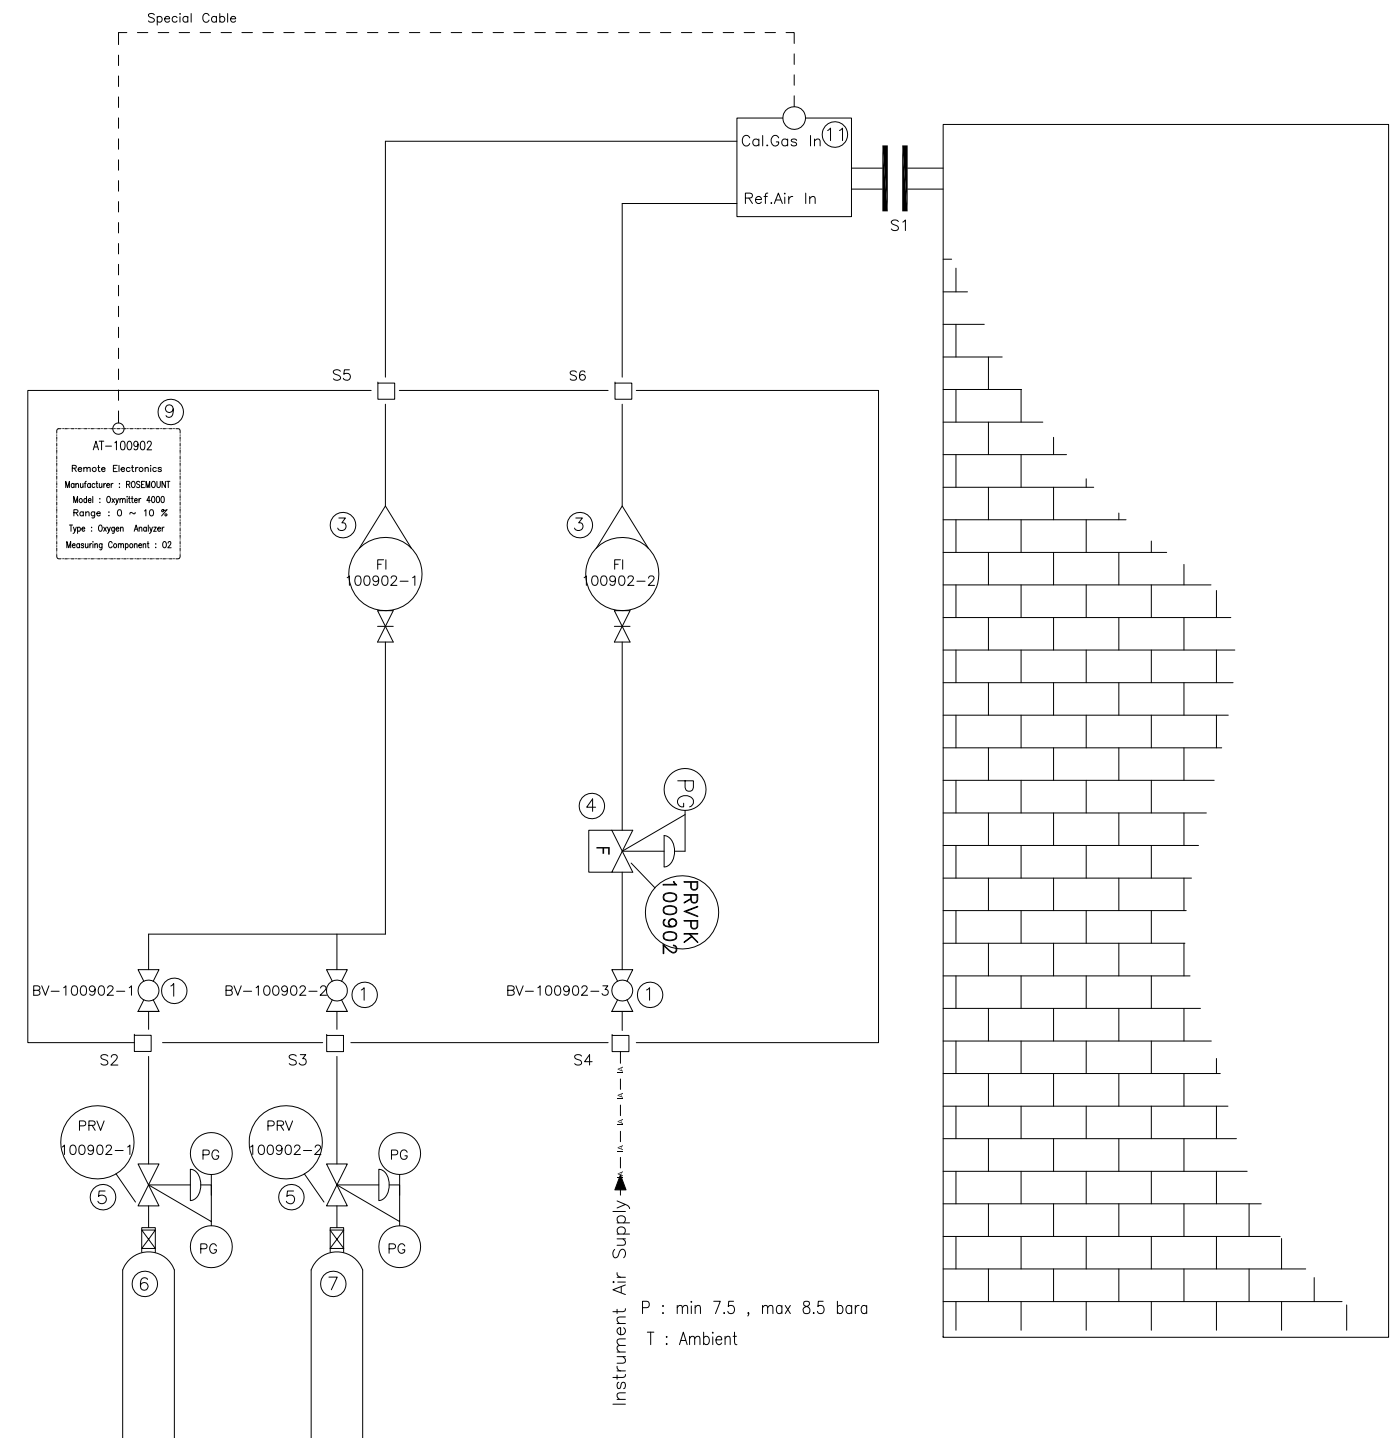 Special Cable
11
Cal.Gas In
Ref.Air In
S1
S5
S6
9
AT-100902
Remote Electronics
Manufacturer : ROSEMOUNT
Model : Oxymitter 4000
Range : 0 ~ 10 %
Type : Oxygen Analyzer
Measuring Component : O2
3
FI
100902-1
3
FI
100902-2
PG
4
F
PRVPK
100902
BV-100902-1
1
BV-100902-2
1
BV-100902-3
1
S2
S3
S4
PRV
100902-1
PG
5
PG
PRV
100902-2
PG
5
PG
6
7
Instrument Air Supply
P : min 7.5 , max 8.5 bara
T : Ambient